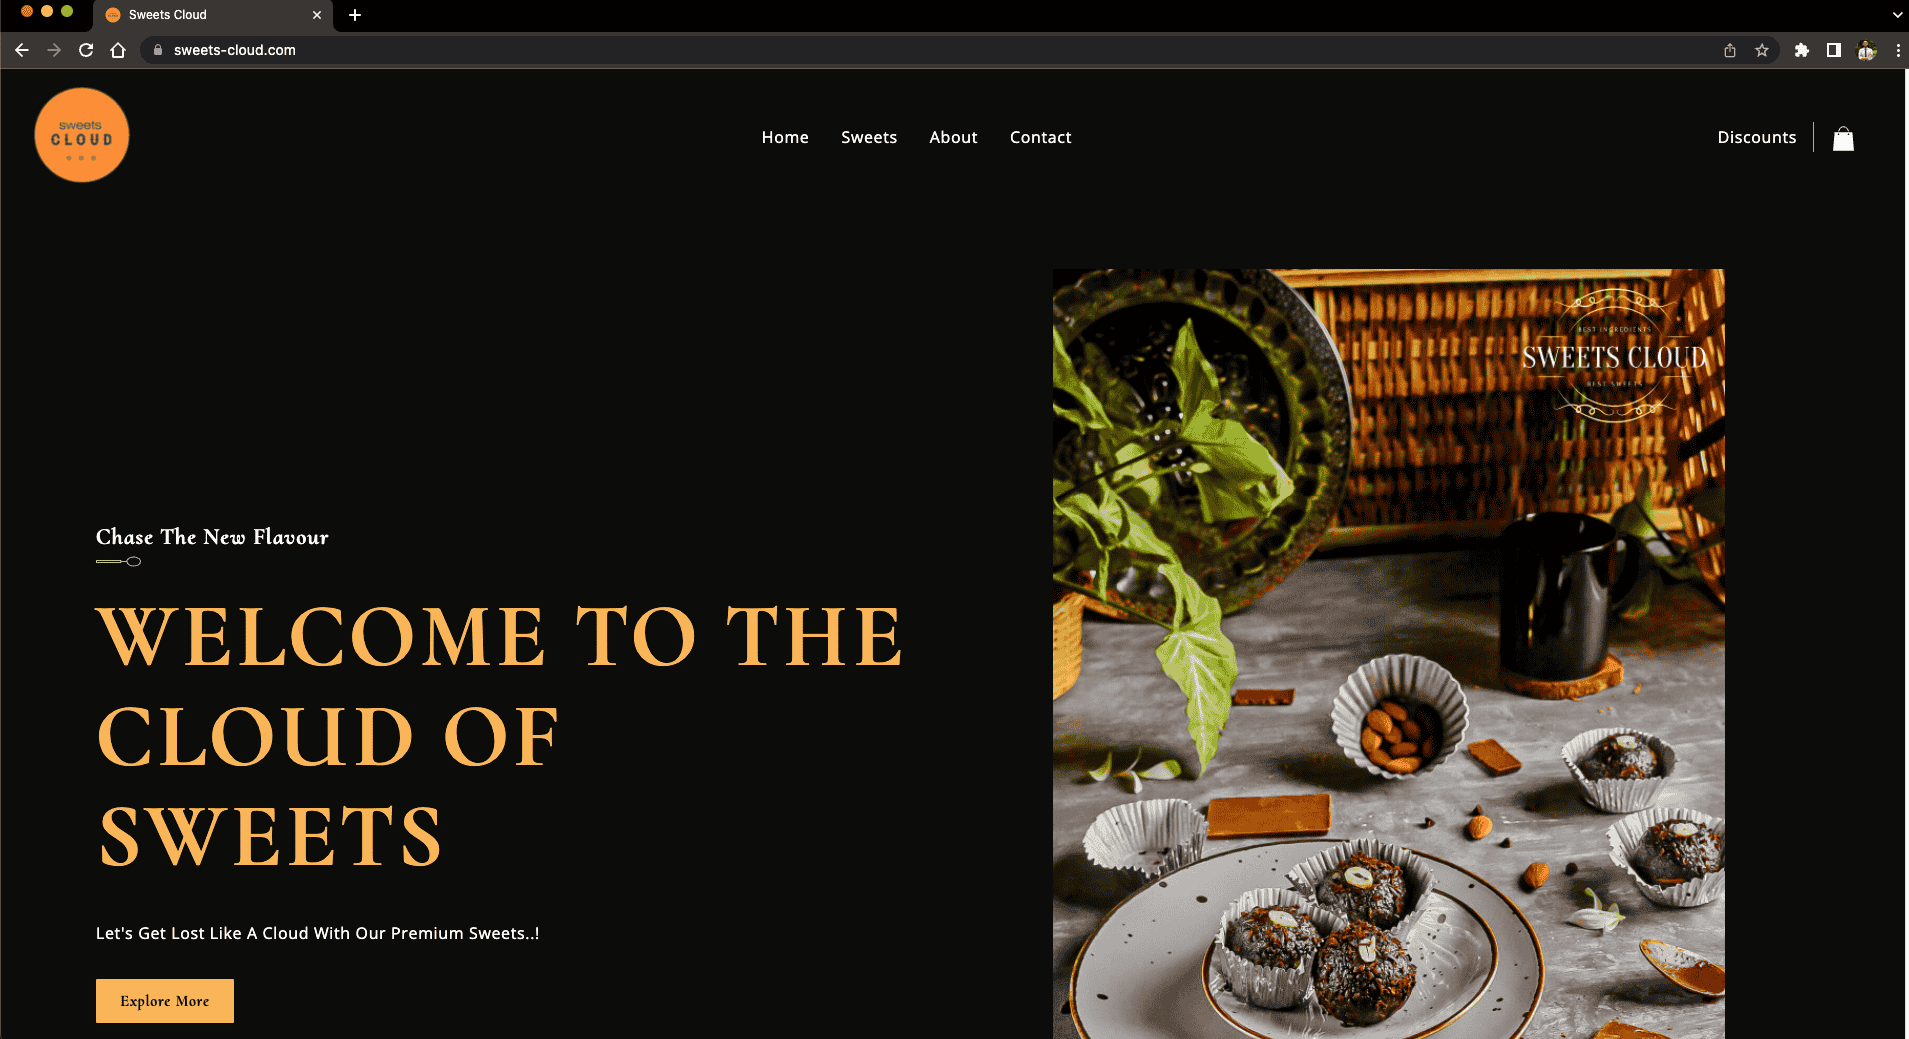 Sweets Cloud
sweets-cloud.com
sweets
CLOUD
Home
Sweets
About
Contact
Discounts
BEST INGREDIENTS
SWEETS CLOUD
BEST SWEETS
Chase The New Flavour
WELCOME TO THE
CLOUD OF
SWEETS
Let's Get Lost Like A Cloud With Our Premium Sweets..!
Explore More